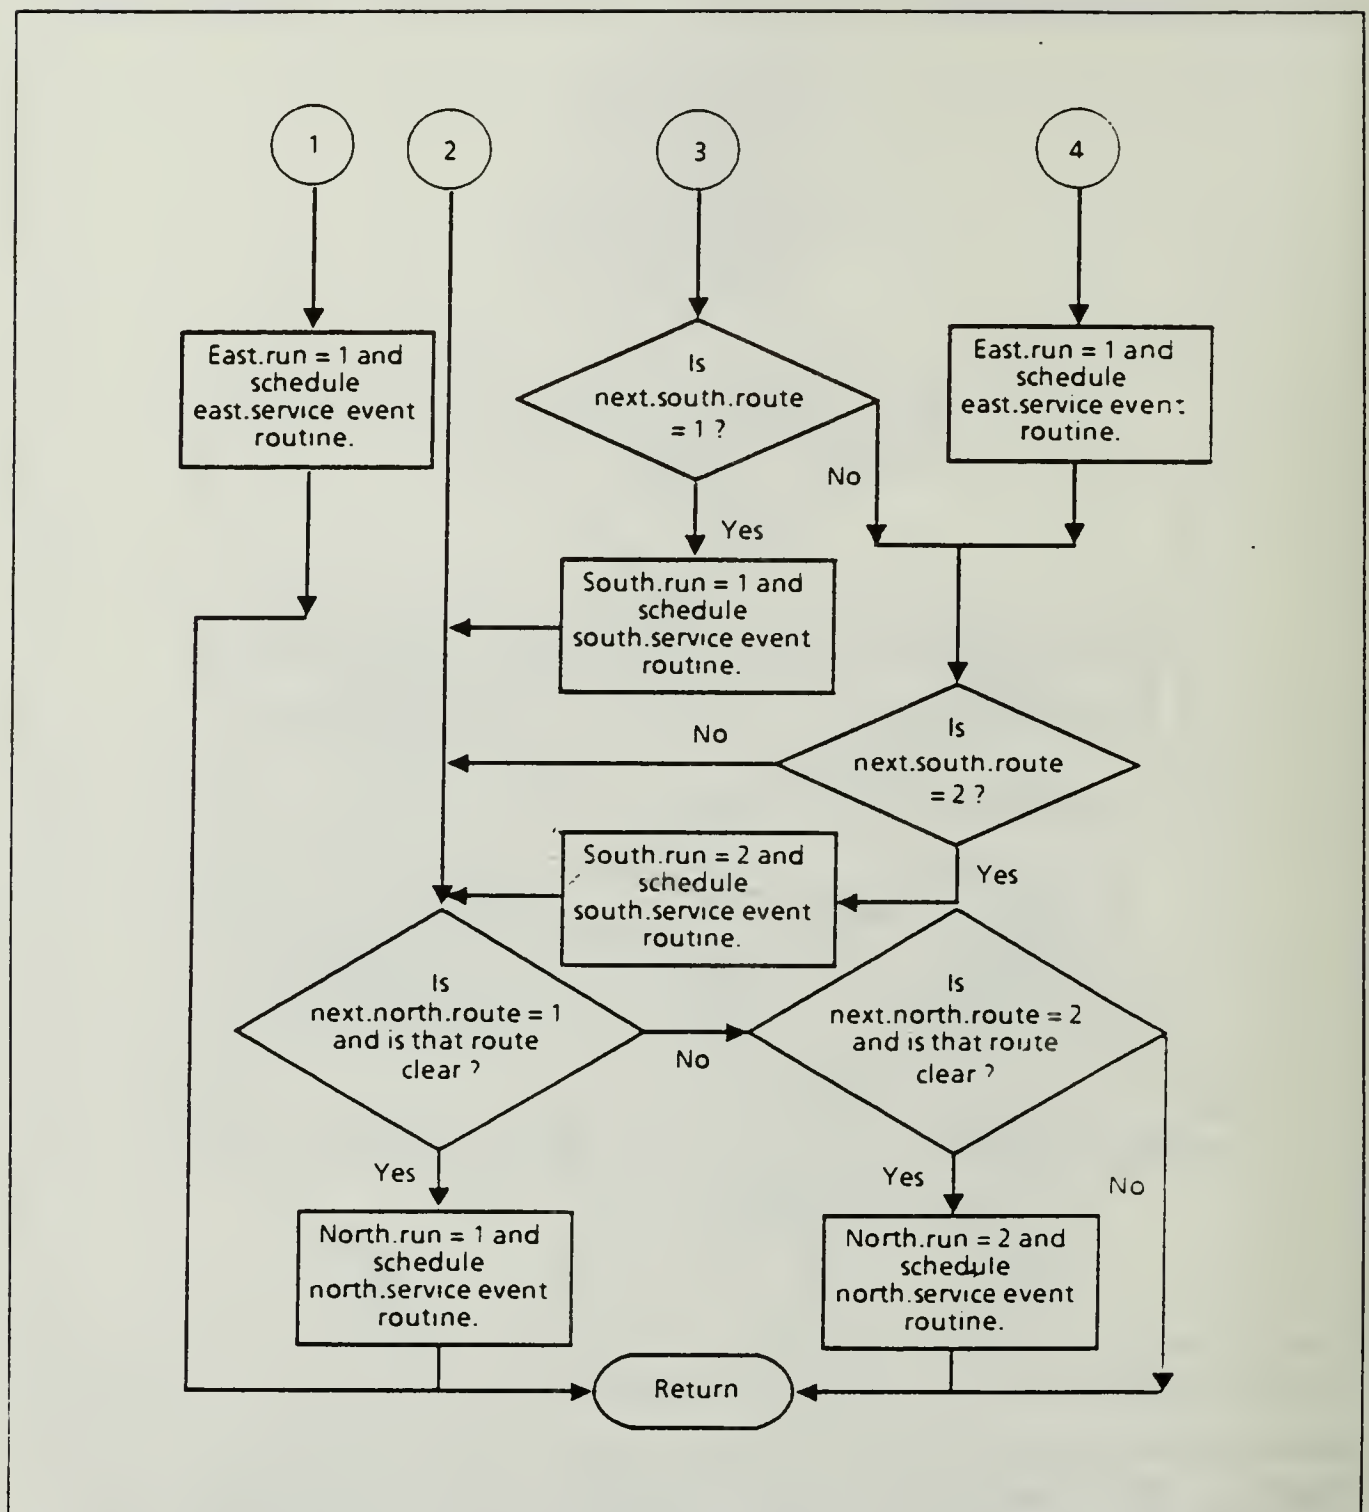 1
2
3
4
East.run = 1 and
schedule
east.service event
routine.
Is
next.south.route
= 1 ?
East.run = 1 and
schedule
east.service event
routine.
No
Yes
South.run = 1 and
schedule
south.service event
routine.
No
Is
next.south.route
= 2 ?
South.run = 2 and
schedule
south.service event
routine.
Yes
Is
next.north.route = 1
and is that route
clear ?
No
Is
next.north.route = 2
and is that route
clear ?
Yes
Yes
No
North.run = 1 and
schedule
north.service event
routine.
North.run = 2 and
schedule
north.service event
routine.
Return